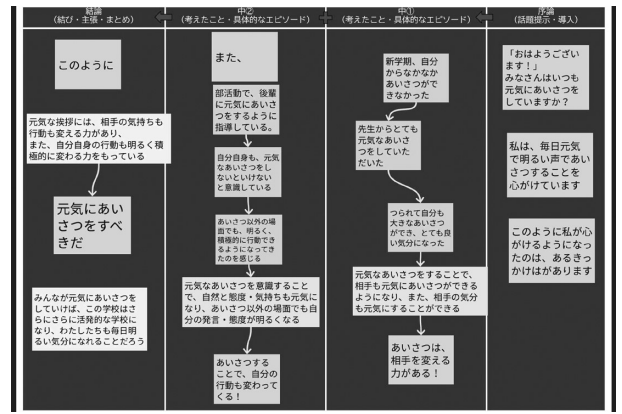 序論
(話題提示・導入)
「おはようござい
ます！」
みなさんはいつも
元気にあいさつを
していますか？
私は、毎日元気
で明るい声であい
さつすることを
心がけています
このように私が心
がけるようになっ
たのは、あるきっ
かけはがあります
中①
(考えたこと・具体的なエピソード)
新学期、自分
からなかなか
あいさつがで
きなかった
先生からとても
元気なあいさ
つをしていた
だいた
つられて自分も
大きなあいさつ
ができ、とても良
い気分になった
元気なあいさつをすることで、
相手も元気にあいさつができる
ようになり、また、相手の気分
も元気にすることができる
あいさつは、
相手を変える
力がある！
中②
(考えたこと・具体的なエピソード)
また、
部活動で、後輩
に元気にあいさ
つをするように
指導している。
自分自身も、元気
なあいさつをし
ないといけない
と意識している
あいさつ以外の場
面でも、明るく、
積極的に行動でき
るようになってき
たのを感じる
元気なあいさつを意識すること
で、自然と態度・気持ちも元気に
なり、あいさつ以外の場面でも自
分の発言・態度が明るくなる
あいさつする
ことで、自分の
行動も変わって
くる！
結論
(結び・主張・まとめ)
このように
元気な挨拶には、相手の気持ちも
行動も変える力があり、
また、自分自身の行動も明るく積
極的に変わる力をもっている
元気にあい
さつをすべ
きだ
みんなが元気にあいさつを
していけば、この学校はさ
らにさらに活発的な学校に
なり、わたしたちも毎日明
るい気分になれることだろう